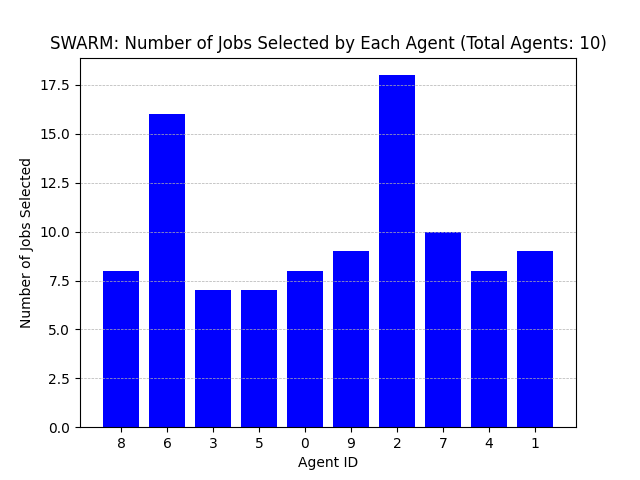 SWARM: Number of Jobs Selected by Each Agent (Total Agents: 10)
Number of Jobs Selected
17.5
15.0
12.5
10.0
7.5
5.0
2.5
0.0
8 6 3 5 0 9 2 7 4 1
Agent ID